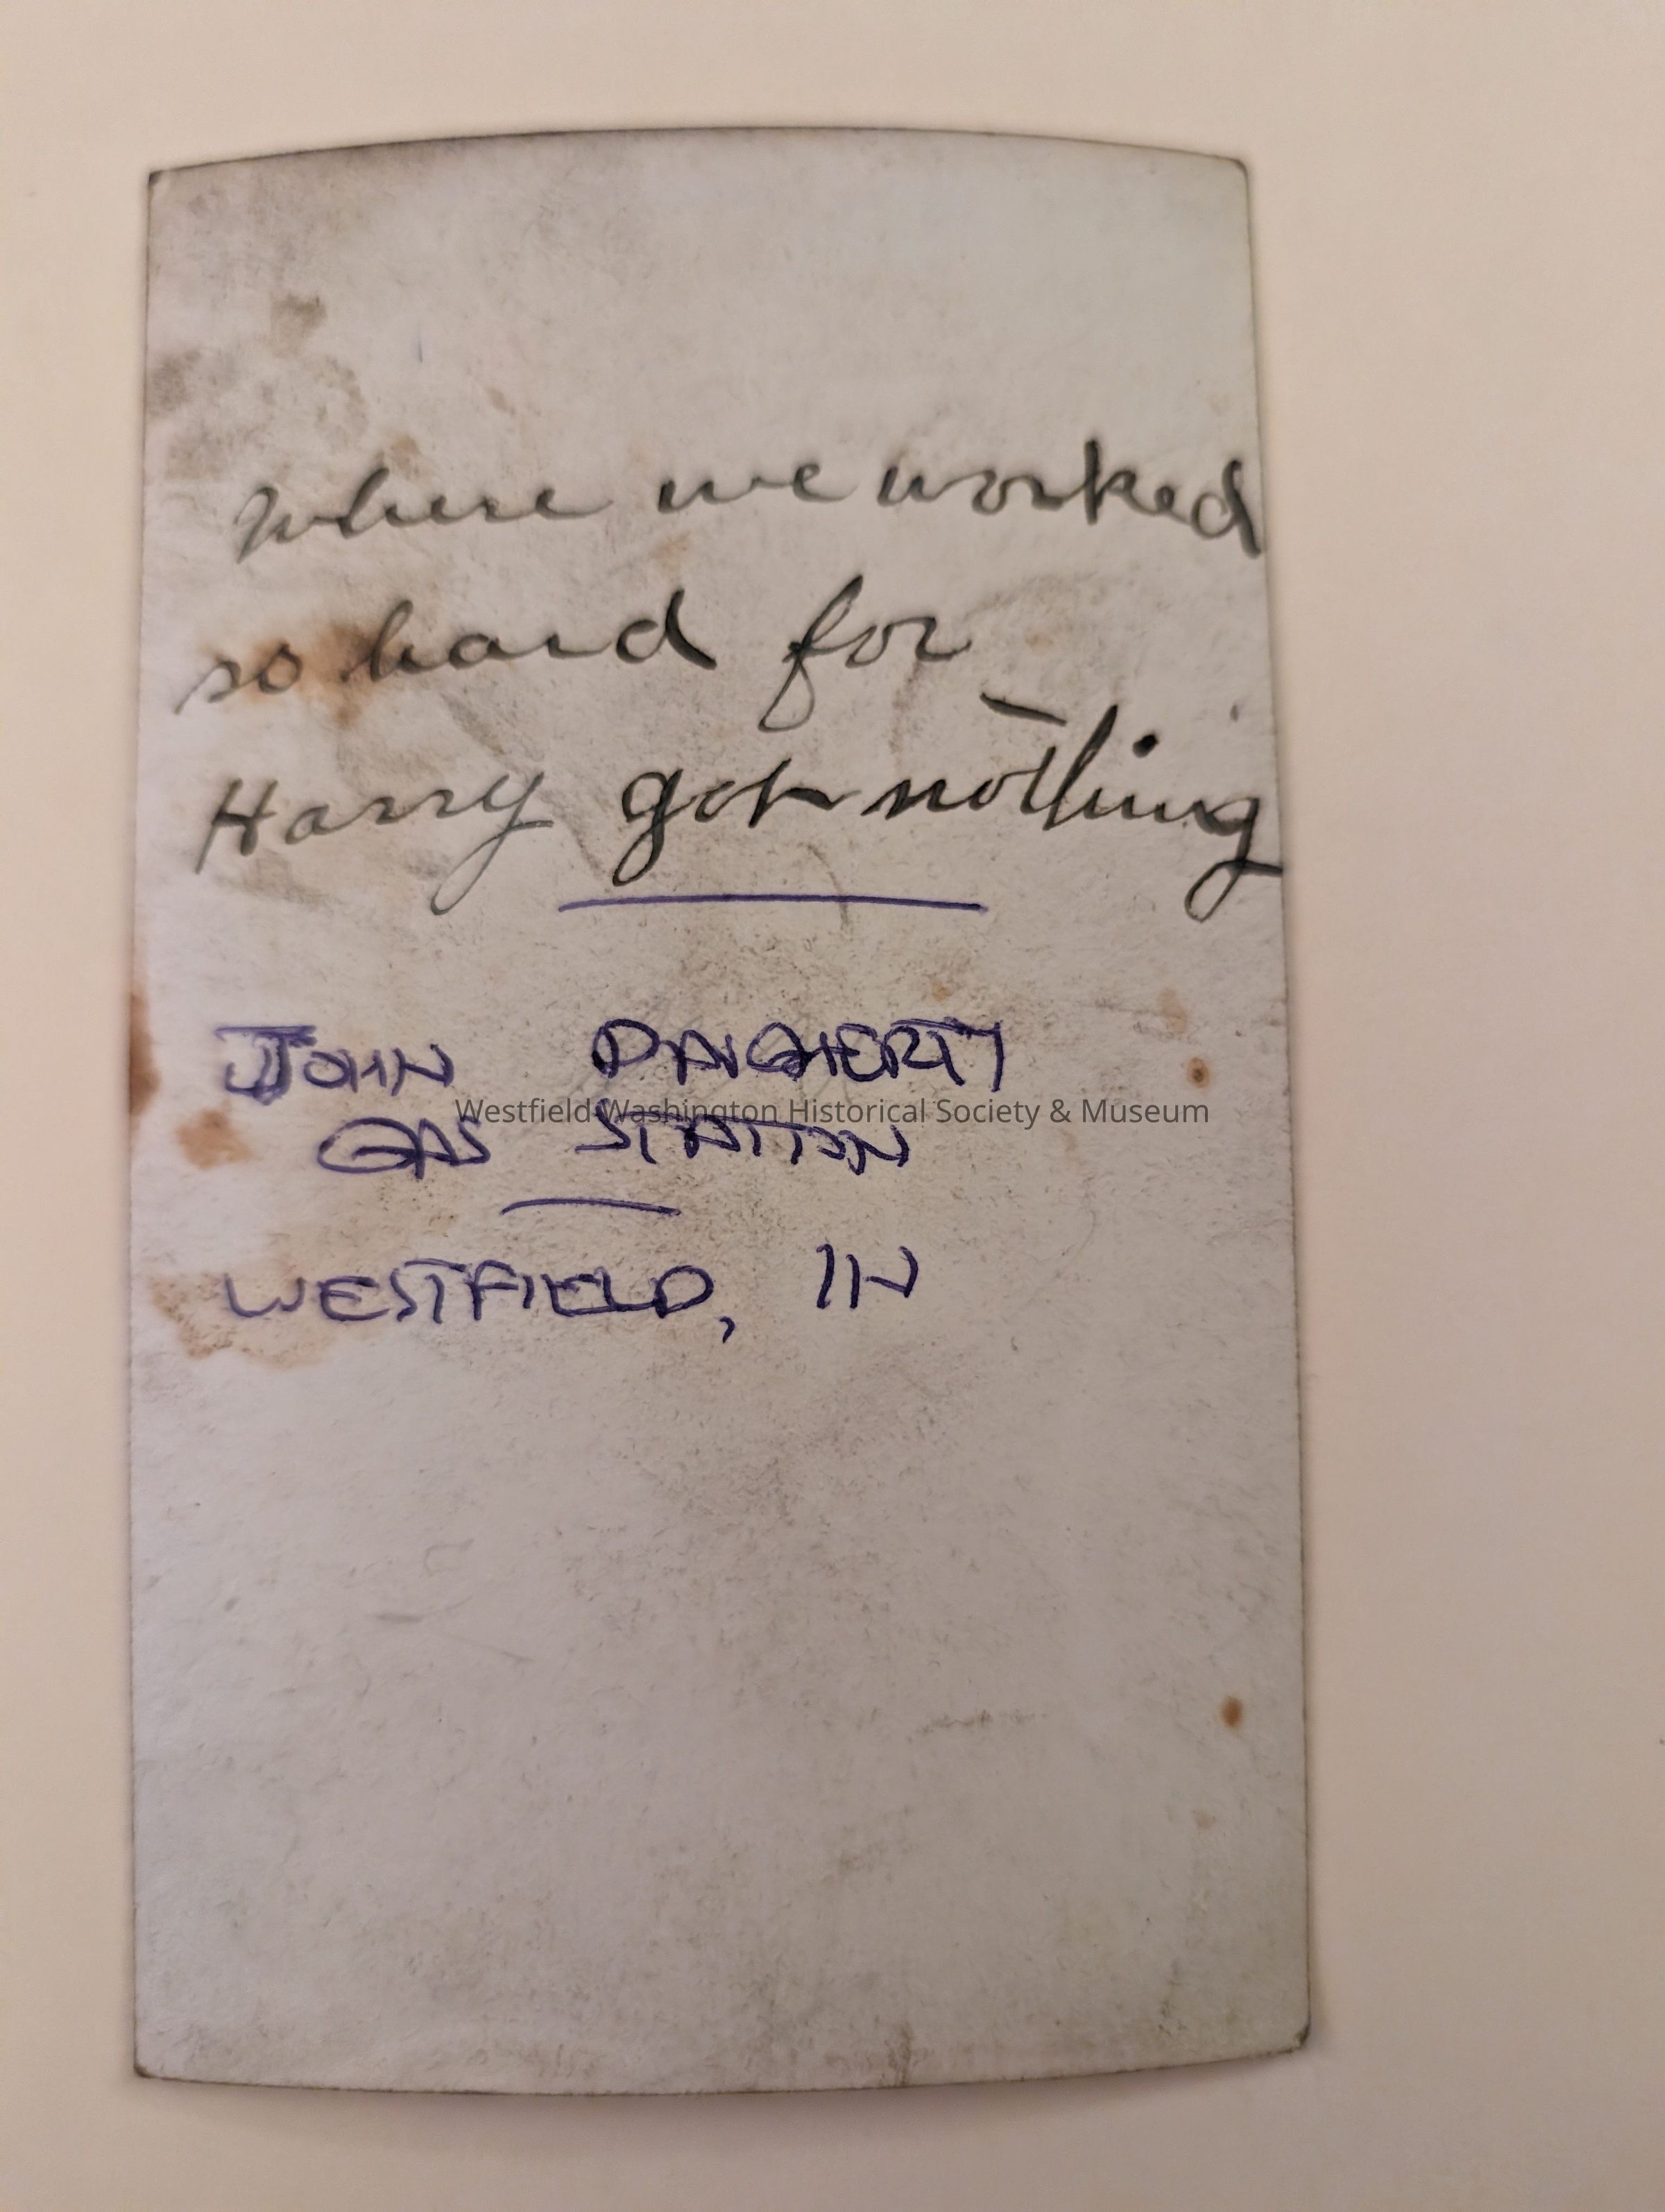 Where we worked
so hard for
Harry got nothing
JOHN DAUGHERTY
Westfield Washington Historical Society & Museum
GAS STATION
WESTFIELD, IN